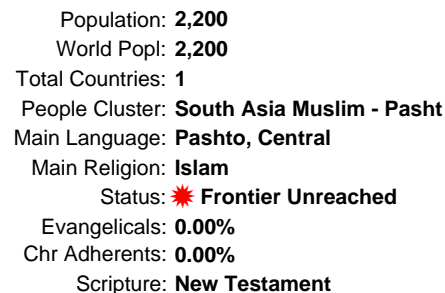 Population: 2,200
World Popl: 2,200
Total Countries: 1
People Cluster: South Asia Muslim - Pasht
Main Language: Pashto, Central
Main Religion: Islam
Status: Frontier Unreached
Evangelicals: 0.00%
Chr Adherents: 0.00%
Scripture: New Testament